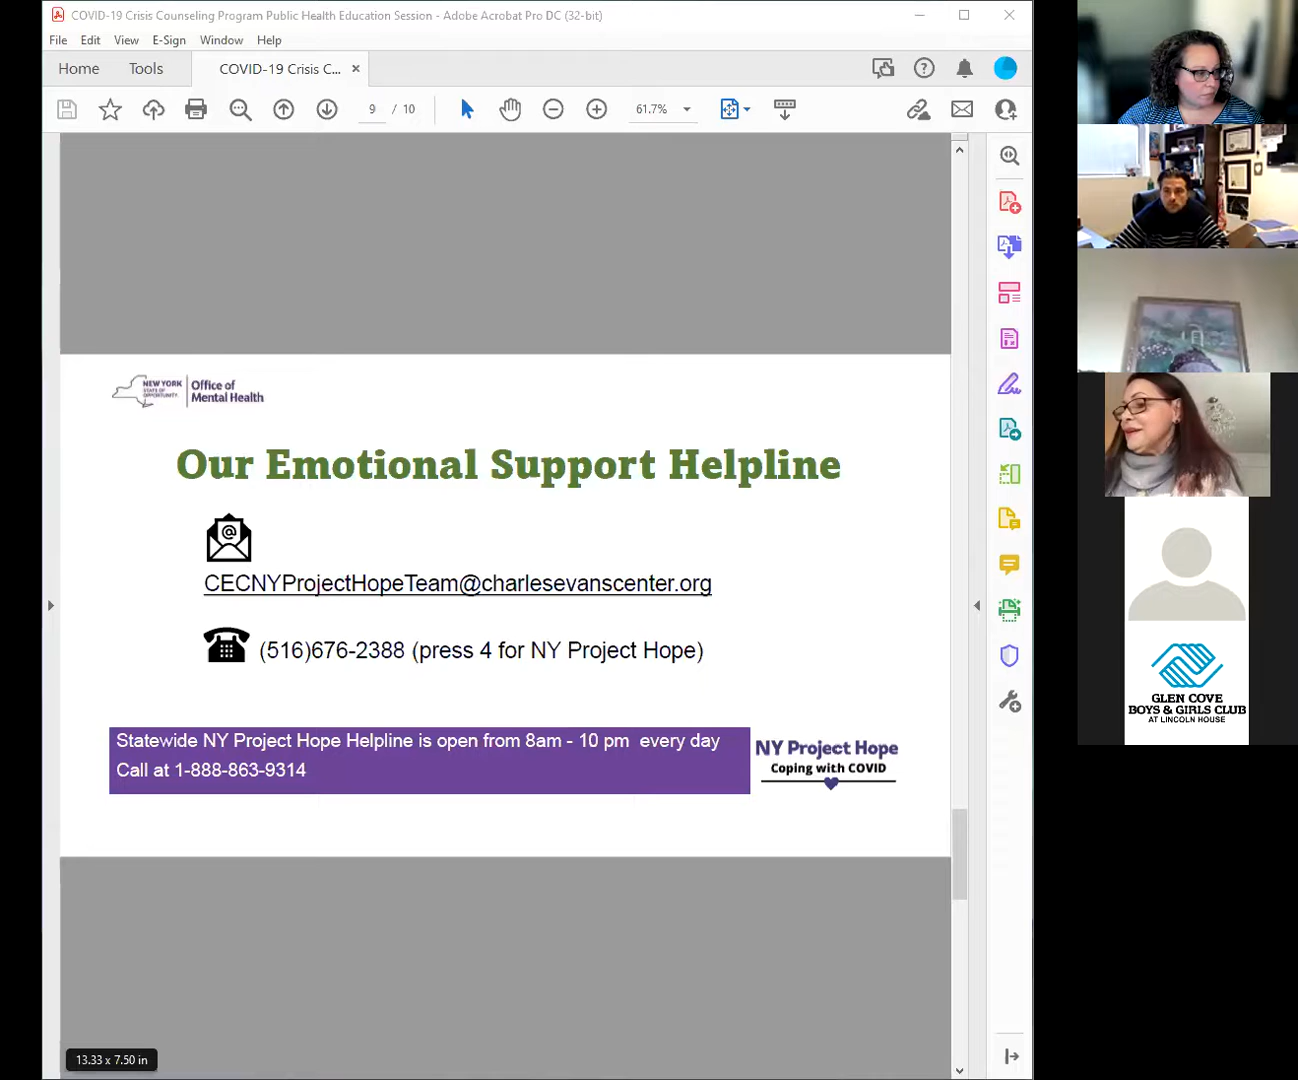 COVID-19 Crisis Counseling Program Public Health Education Session - Adobe Acrobat Pro DC (32-bit)
File Edit View E-Sign Window Help
Home Tools COVID-19 Crisis C... ×
9 / 10 61.7%
NEW YORK
STATE OF
OPPORTUNITY.
Office of
Mental Health
Our Emotional Support Helpline
@
CECNYProjectHopeTeam@charlesevanscenter.org
(516)676-2388 (press 4 for NY Project Hope)
Statewide NY Project Hope Helpline is open from 8am - 10 pm every day
Call at 1-888-863-9314
NY Project Hope
Coping with COVID
13.33 x 7.50 in
GLEN COVE
BOYS & GIRLS CLUB
AT LINCOLN HOUSE